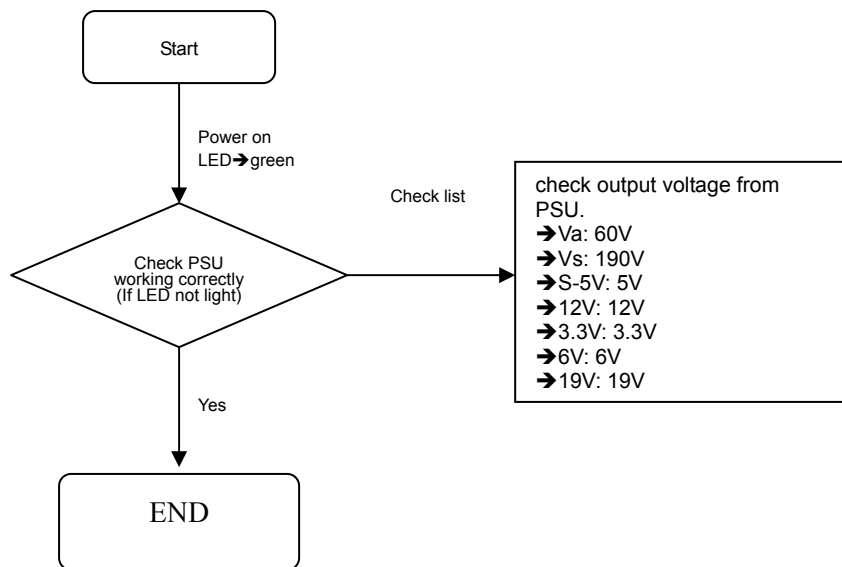 Start
Power on
LED➔green
Check list
check output voltage from
PSU.
➔Va: 60V
➔Vs: 190V
➔S-5V: 5V
➔12V: 12V
➔3.3V: 3.3V
➔6V: 6V
➔19V: 19V
Check PSU
working correctly
(If LED not light)
Yes
END